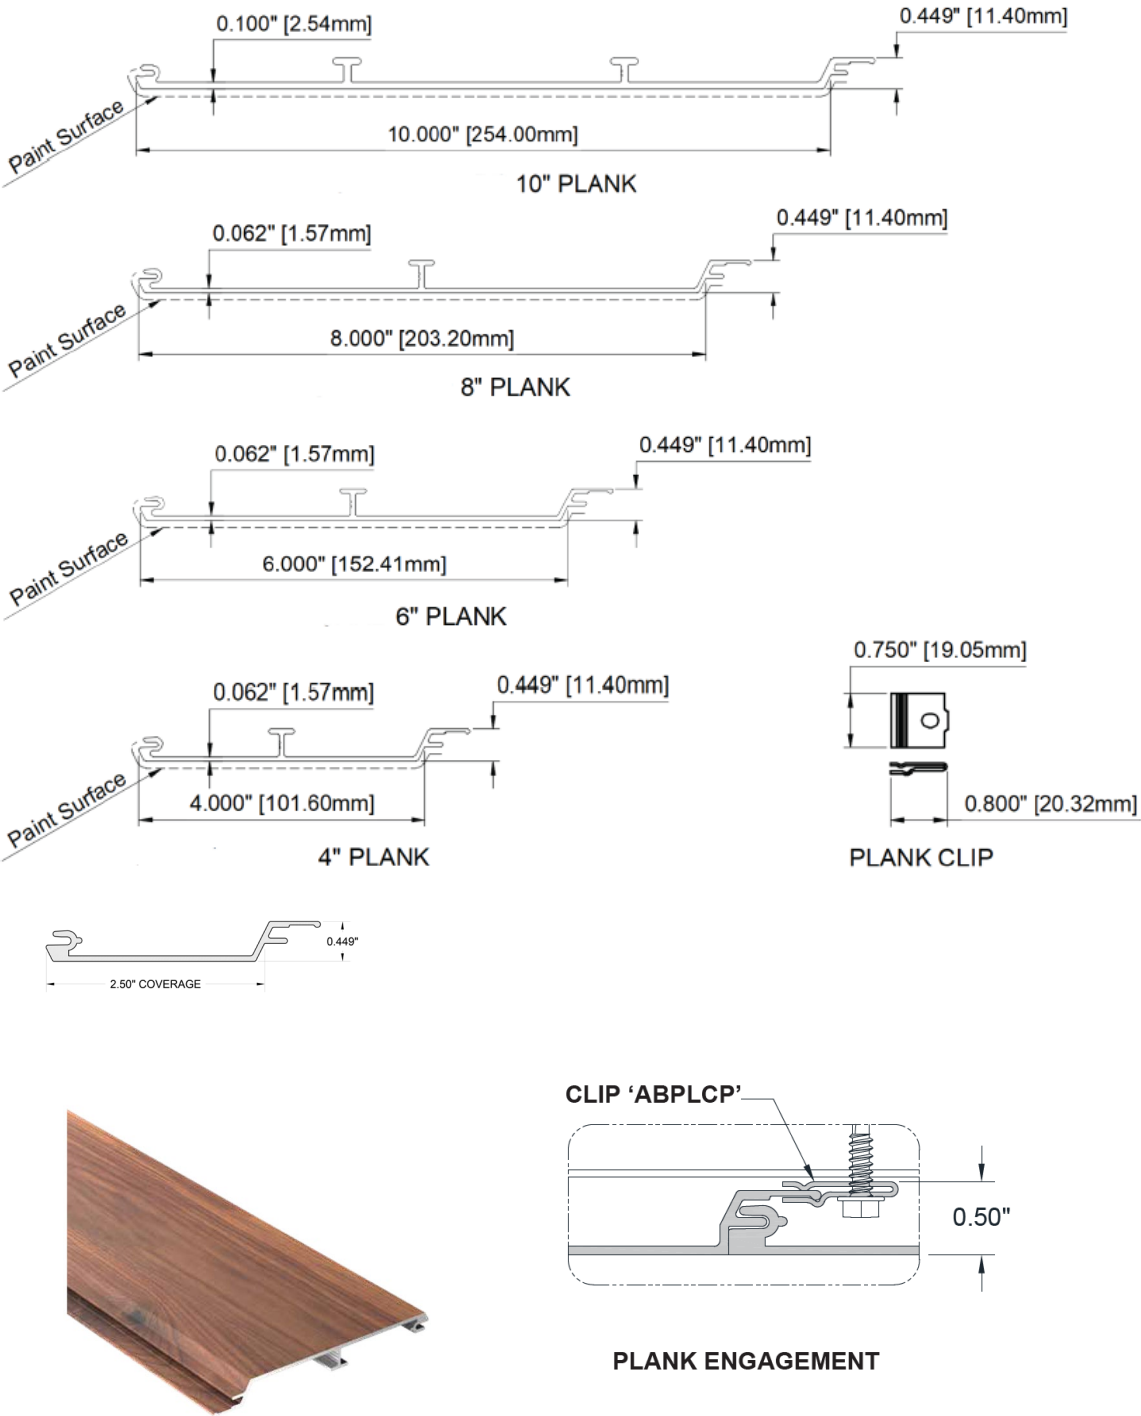 0.100" [2.54mm]
0.449" [11.40mm]
Paint Surface
10.000" [254.00mm]
10" PLANK
0.062" [1.57mm]
0.449" [11.40mm]
Paint Surface
8.000" [203.20mm]
8" PLANK
0.062" [1.57mm]
0.449" [11.40mm]
Paint Surface
6.000" [152.41mm]
6" PLANK
0.750" [19.05mm]
0.062" [1.57mm]
0.449" [11.40mm]
Paint Surface
4.000" [101.60mm]
0.800" [20.32mm]
4" PLANK
PLANK CLIP
0.449"
2.50" COVERAGE
CLIP ‘ABPLCP’
0.50"
PLANK ENGAGEMENT